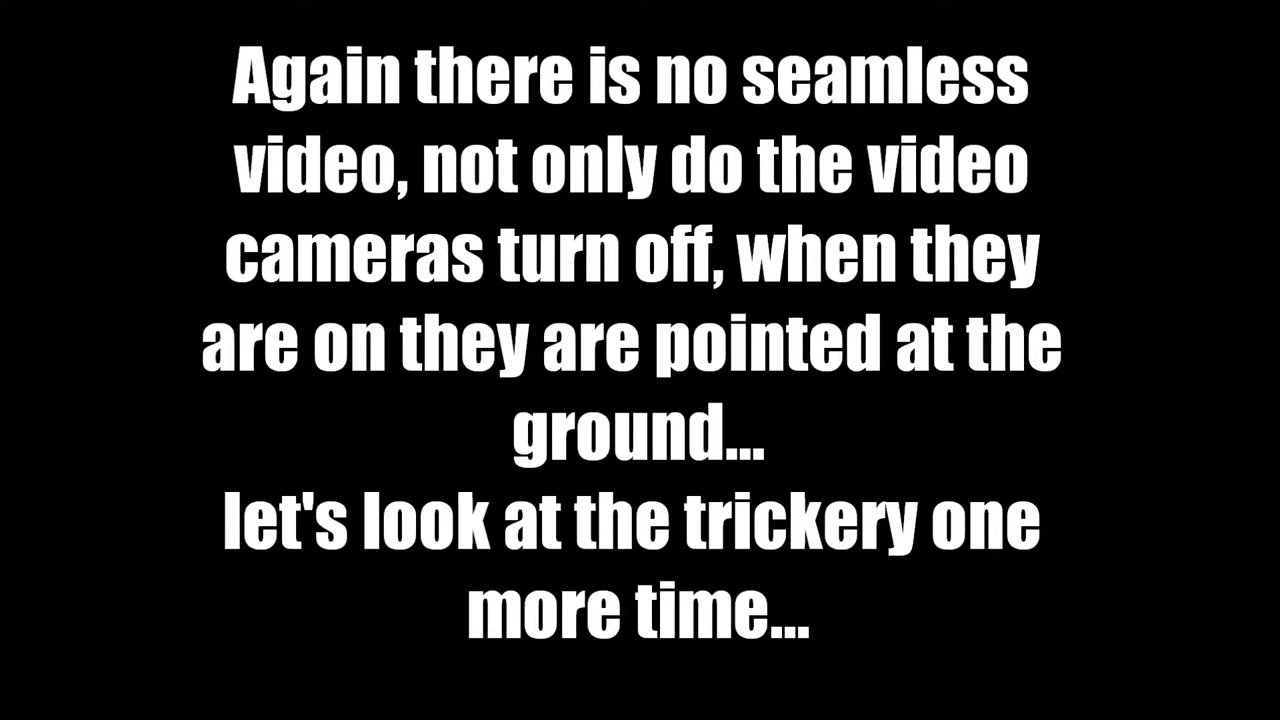 Again there is no seamless
video, not only do the video
cameras turn off, when they
are on they are pointed at the
ground...
let's look at the trickery one
more time...